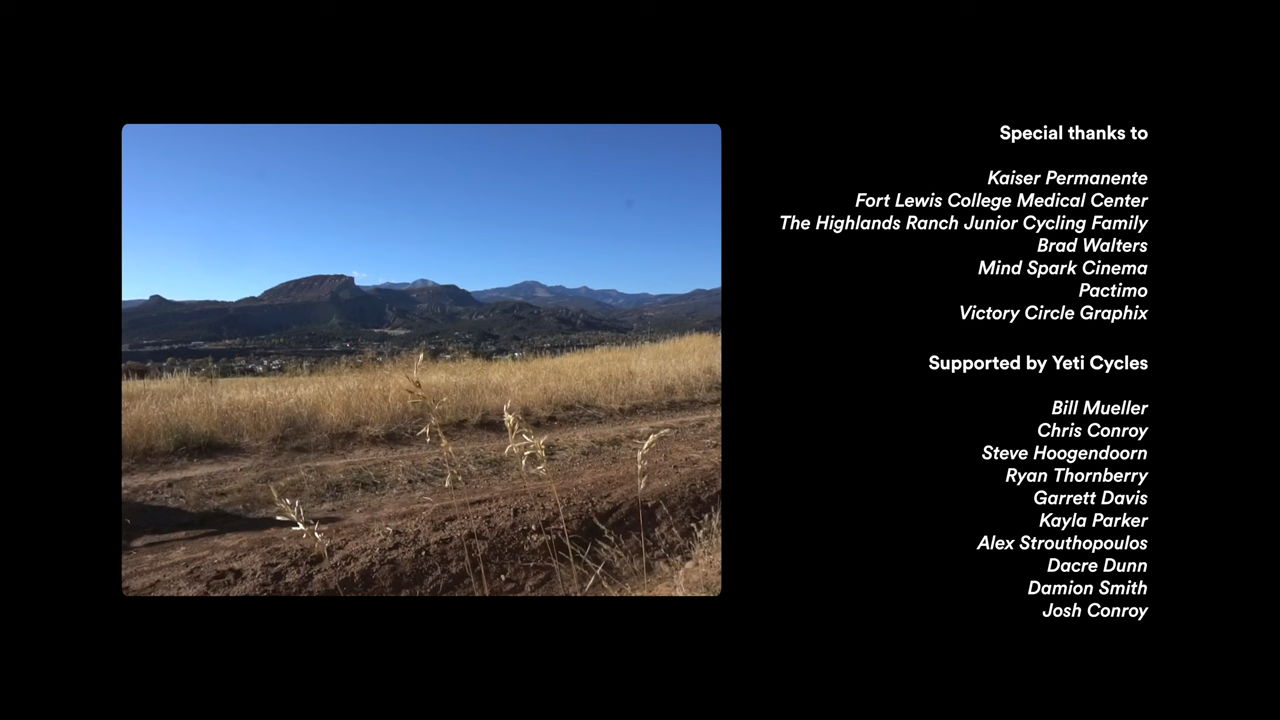 Special thanks to
Kaiser Permanente
Fort Lewis College Medical Center
The Highlands Ranch Junior Cycling Family
Brad Walters
Mind Spark Cinema
Pactimo
Victory Circle Graphix
Supported by Yeti Cycles
Bill Mueller
Chris Conroy
Steve Hoogendoorn
Ryan Thornberry
Garrett Davis
Kayla Parker
Alex Strouthopoulos
Dacre Dunn
Damion Smith
Josh Conroy